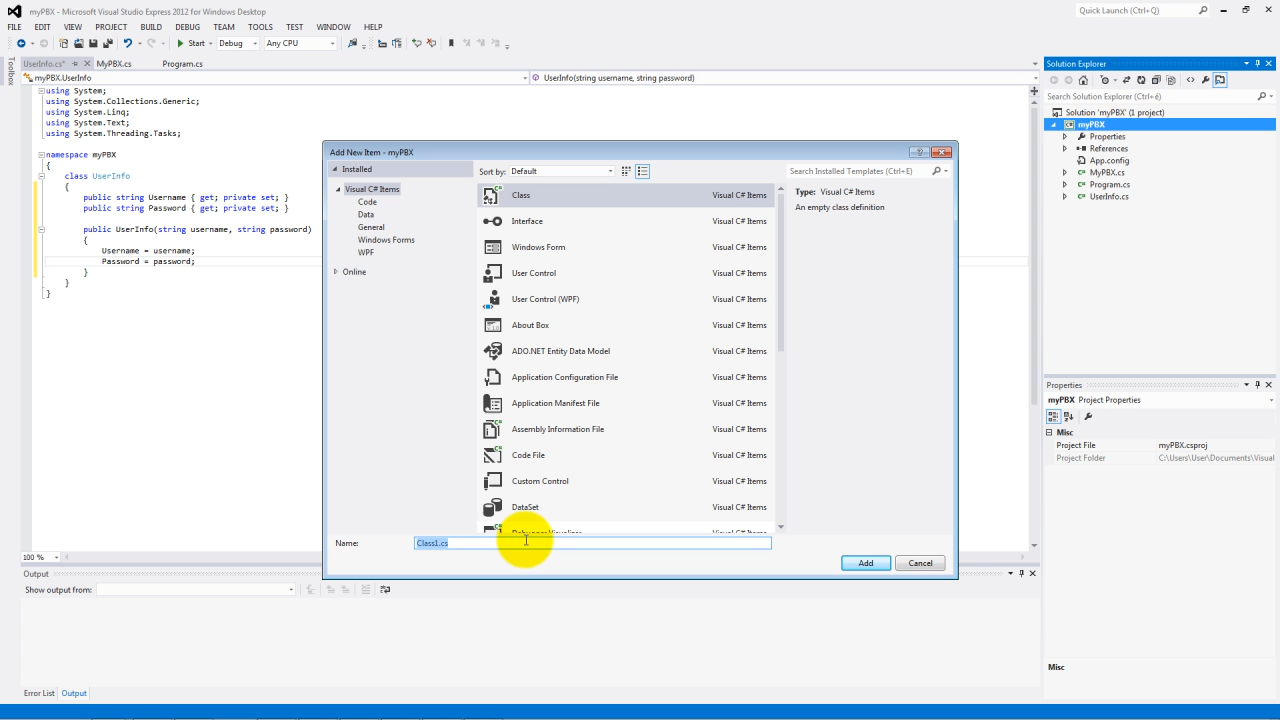 myPBX - Microsoft Visual Studio Express 2012 for Windows Desktop
Quick Launch (Ctrl+Q)
FILE EDIT VIEW PROJECT BUILD DEBUG TEAM TOOLS TEST WINDOW HELP
Start Debug Any CPU
Toolbox
UserInfo.cs* MyPBX.cs Program.cs
myPBX.UserInfo UserInfo(string username, string password)
using System;
using System.Collections.Generic;
using System.Linq;
using System.Text;
using System.Threading.Tasks;
namespace myPBX
{
class UserInfo
{
public string Username { get; private set; }
public string Password { get; private set; }
public UserInfo(string username, string password)
{
Username = username;
Password = password;
}
}
}
100 %
Add New Item - myPBX
Installed
Visual C# Items
Code
Data
General
Windows Forms
WPF
Online
Sort by: Default
Search Installed Templates (Ctrl+E)
Class Visual C# Items
Interface Visual C# Items
Windows Form Visual C# Items
User Control Visual C# Items
User Control (WPF) Visual C# Items
About Box Visual C# Items
ADO.NET Entity Data Model Visual C# Items
Application Configuration File Visual C# Items
Application Manifest File Visual C# Items
Assembly Information File Visual C# Items
Code File Visual C# Items
Custom Control Visual C# Items
DataSet Visual C# Items
Debugger Visualizer Visual C# Items
Type: Visual C# Items
An empty class definition
Name: Class1.cs
Add Cancel
Solution Explorer
Search Solution Explorer (Ctrl+é)
Solution 'myPBX' (1 project)
myPBX
Properties
References
App.config
MyPBX.cs
Program.cs
UserInfo.cs
Properties
myPBX Project Properties
Misc
Project File myPBX.csproj
Project Folder C:\Users\User\Documents\Visual
Misc
Output
Show output from:
Error List Output